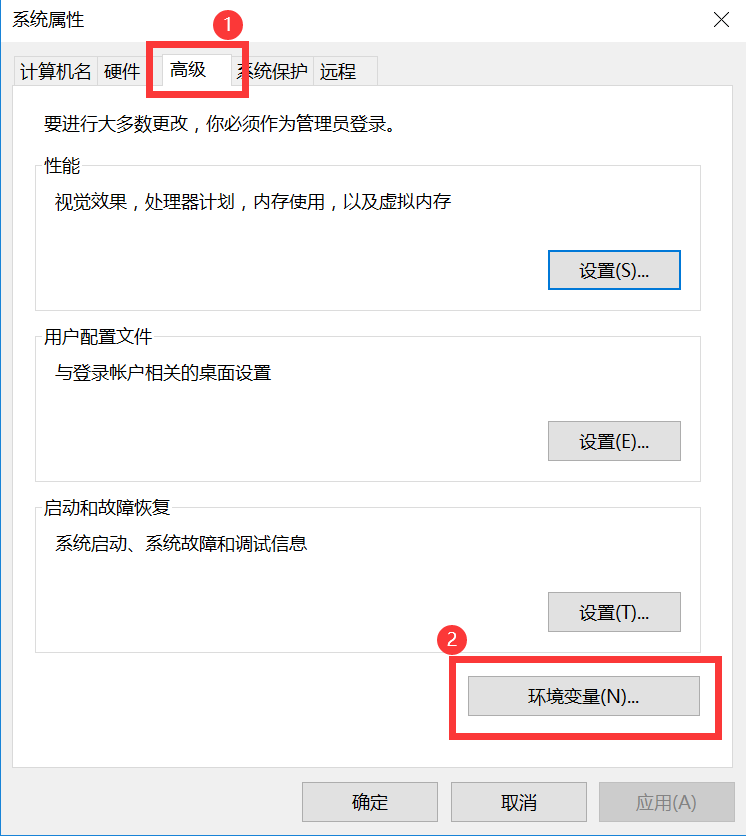 系统属性
1
计算机名 硬件 高级 系统保护 远程
要进行大多数更改，你必须作为管理员登录。
性能
视觉效果，处理器计划，内存使用，以及虚拟内存
设置(S)...
用户配置文件
与登录帐户相关的桌面设置
设置(E)...
启动和故障恢复
系统启动、系统故障和调试信息
设置(T)...
2
环境变量(N)...
确定 取消 应用(A)